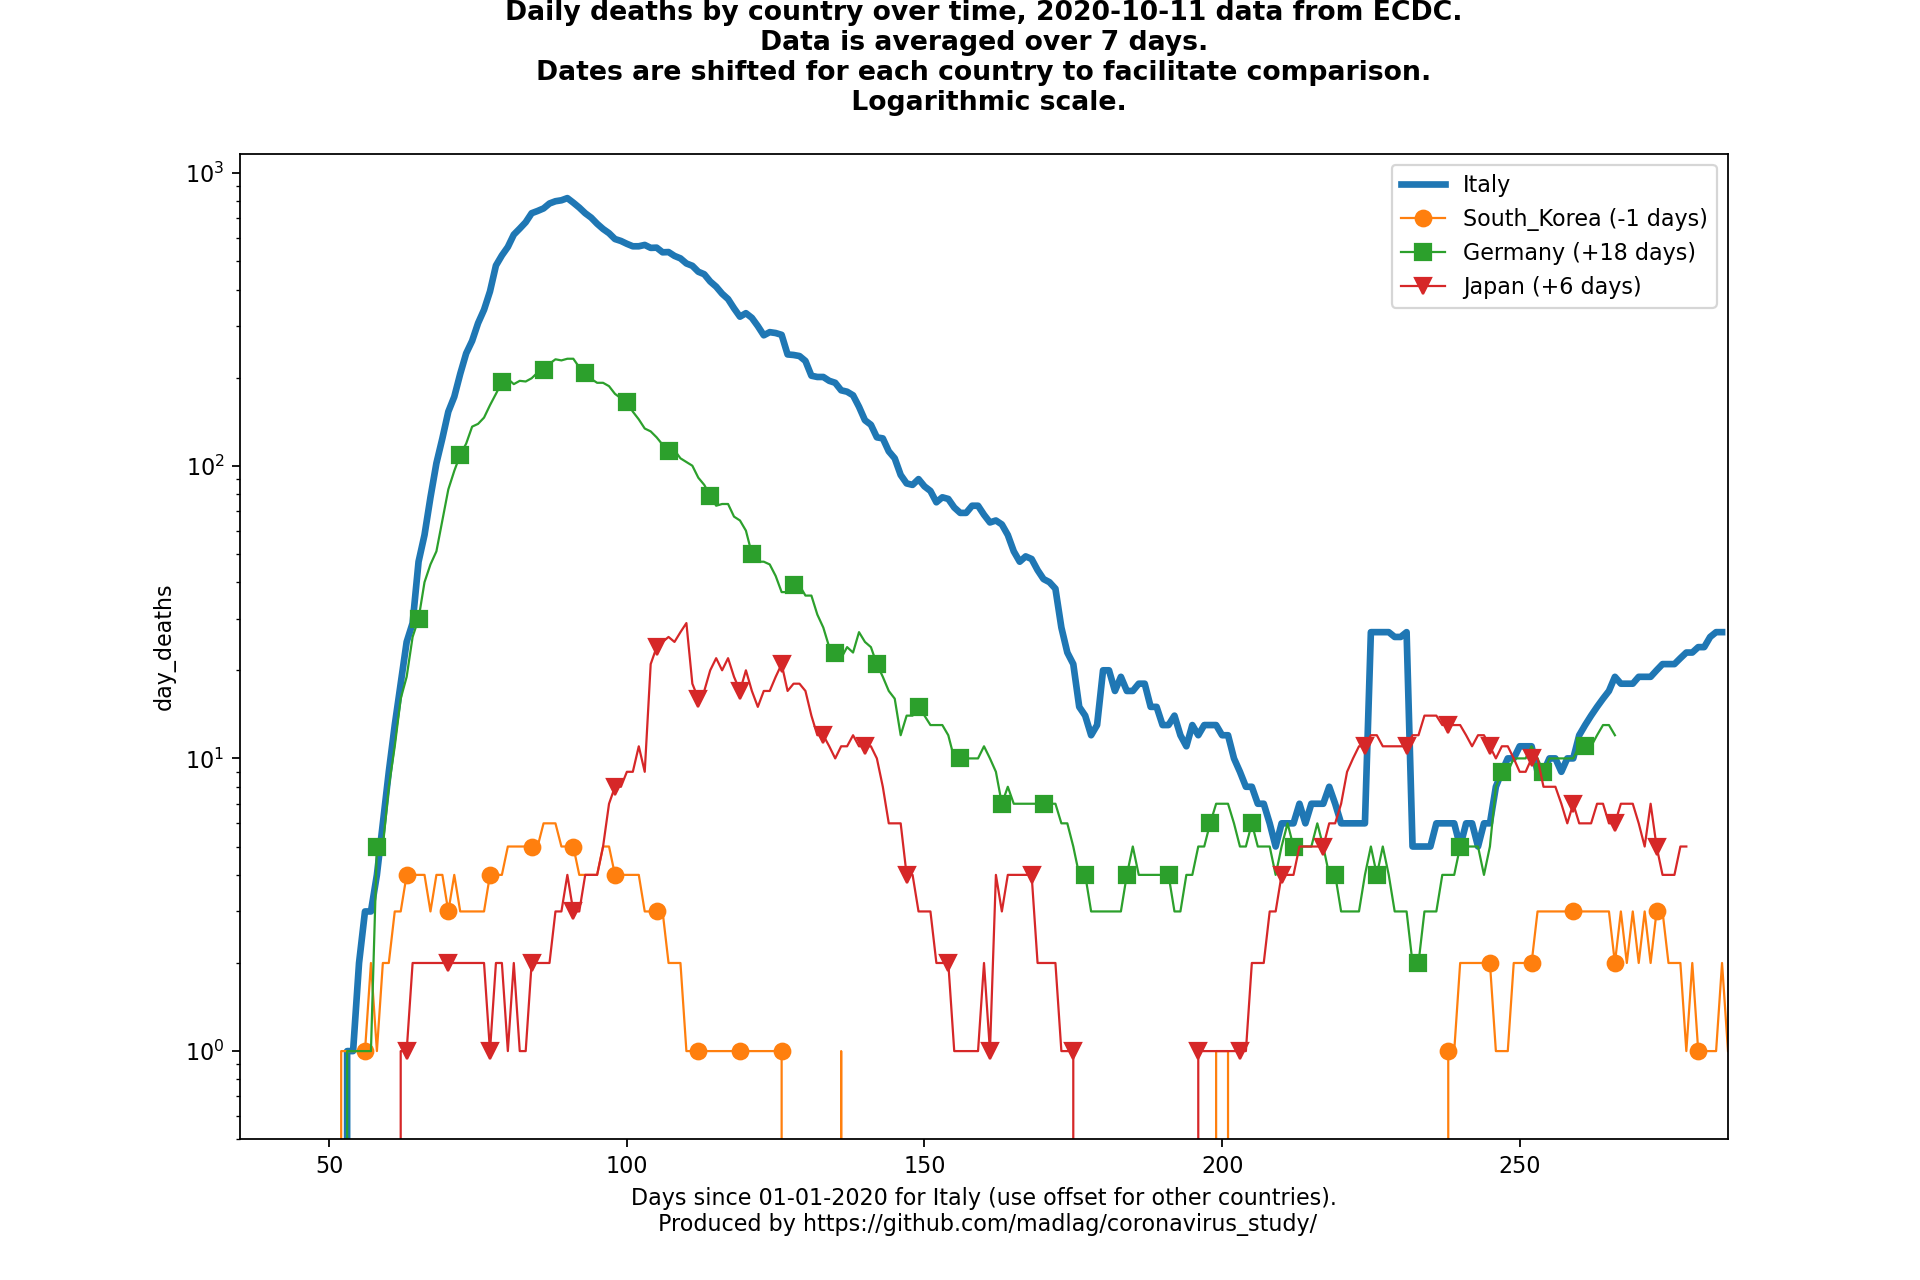 Daily deaths by country over time, 2020-10-11 data from ECDC.
Data is averaged over 7 days.
Dates are shifted for each country to facilitate comparison.
Logarithmic scale.
10³
10²
10¹
10⁰
day_deaths
Italy
South_Korea (-1 days)
Germany (+18 days)
Japan (+6 days)
50 100 150 200 250
Days since 01-01-2020 for Italy (use offset for other countries).
Produced by https://github.com/madlag/coronavirus_study/